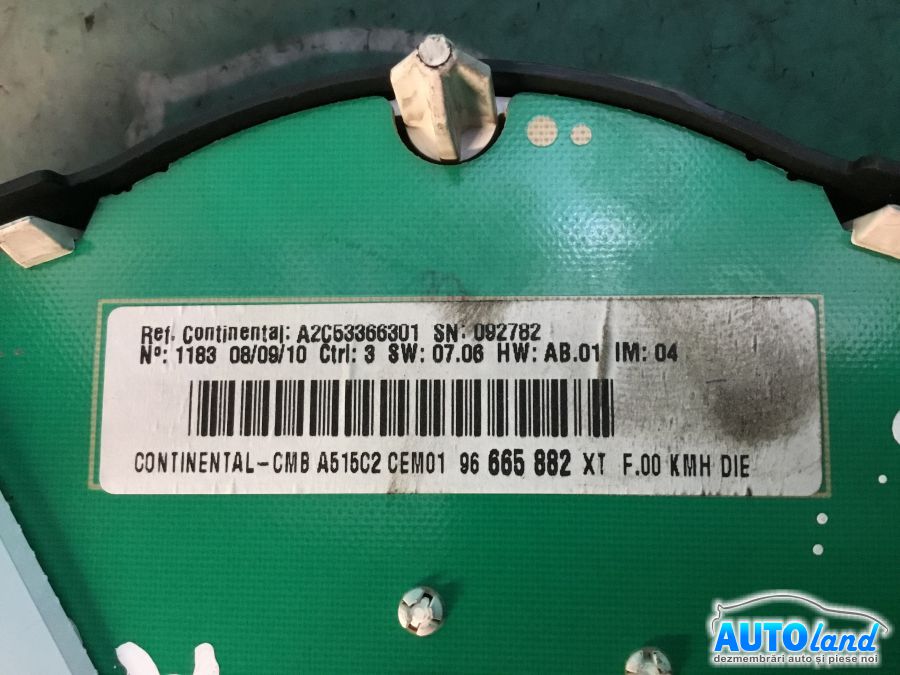 Ref. Continental: A2C53366301 SN: 092782
Nº: 1183 08/09/10 Ctrl: 3 SW: 07.06 HW: AB.01 IM: 04
CONTINENTAL-CMB A515C2 CEM01 96 665 882 XT F.00 KMH DIE
AUTOland
dezmembrări auto și piese noi